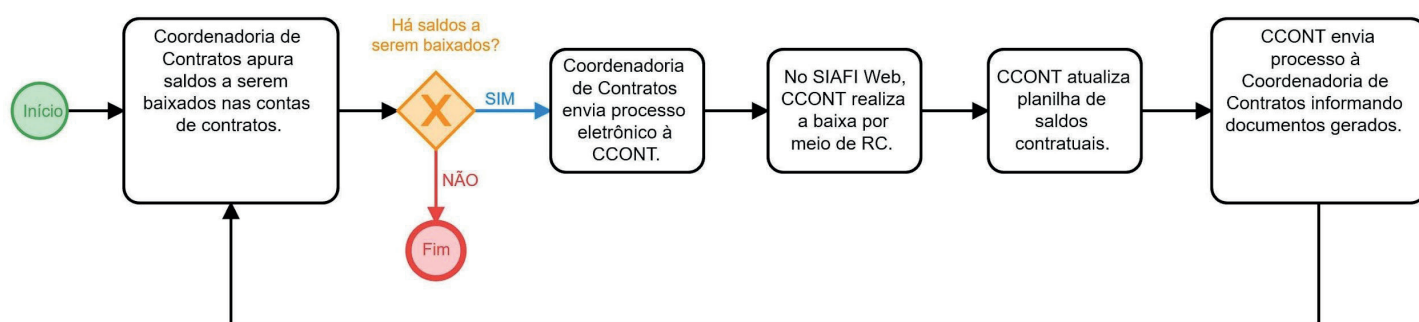 Início
Coordenadoria de
Contratos apura
saldos a serem
baixados nas contas
de contratos.
Há saldos a
serem baixados?
X
SIM
NÃO
Fim
Coordenadoria
de Contratos
envia processo
eletrônico à
CCONT.
No SIAFI Web,
CCONT realiza
a baixa por
meio de RC.
CCONT atualiza
planilha de
saldos
contratuais.
CCONT envia
processo à
Coordenadoria de
Contratos informando
documentos gerados.